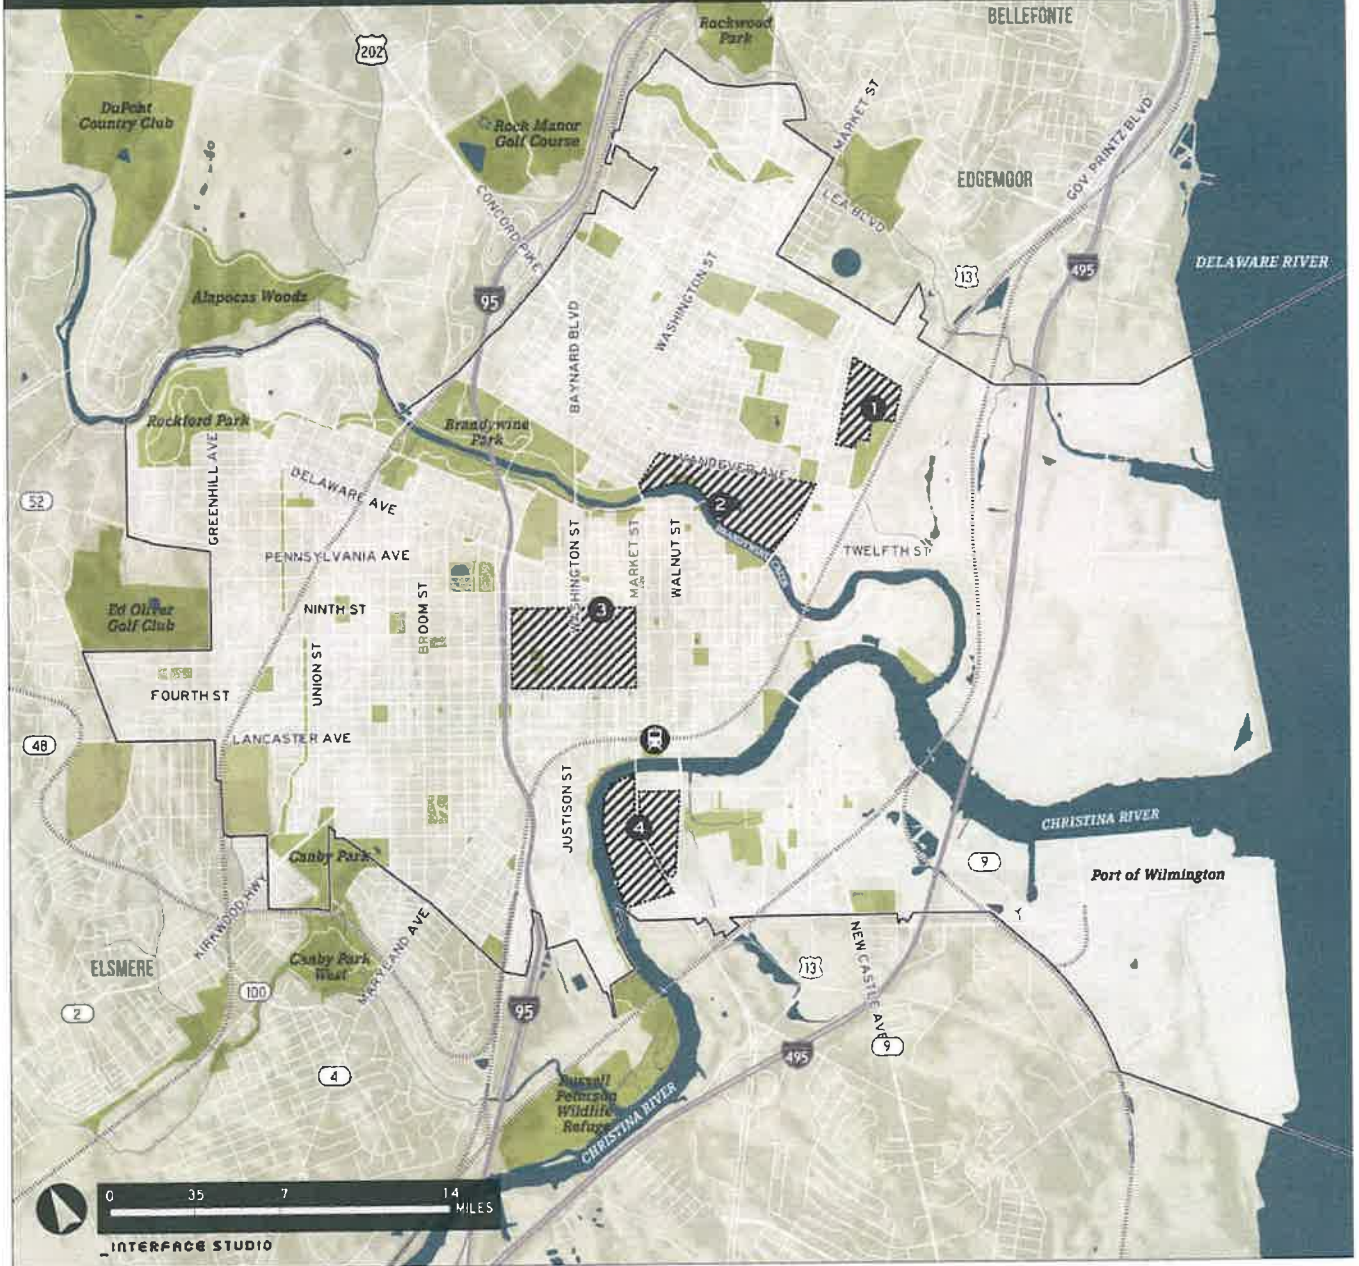 BELLEFONTE
Rockwood
Park
202
DuPont
Country Club
Rock Manor
Golf Course
MARKET ST
GOV PRINTZ BLVD
EDGEMOOR
LEA BLVD
CONCORD PIKE
DELAWARE RIVER
13
495
WASHINGTON ST
Alapocas Woods
95
BAYNARD BLVD
1
Rockford Park
Brandywine
Park
GREENHILL AVE
VANDEVER AVE
DELAWARE AVE
52
2
WASHINGTON ST
MARKET ST
WALNUT ST
TWELFTH ST
PENNSYLVANIA AVE
BROOM ST
NINTH ST
3
Ed Oliver
Golf Club
UNION ST
FOURTH ST
LANCASTER AVE
48
JUSTISON ST
4
CHRISTINA RIVER
9
Canby Park
Port of Wilmington
KIRKWOOD HWY
MARYLAND AVE
NEW CASTLE AVE
ELSMERE
Canby Park
West
13
100
2
95
9
495
4
Russell
Peterson
Wildlife
Refuge
CHRISTINA RIVER
0 35 7 14
MILES
_INTERFACE STUDIO